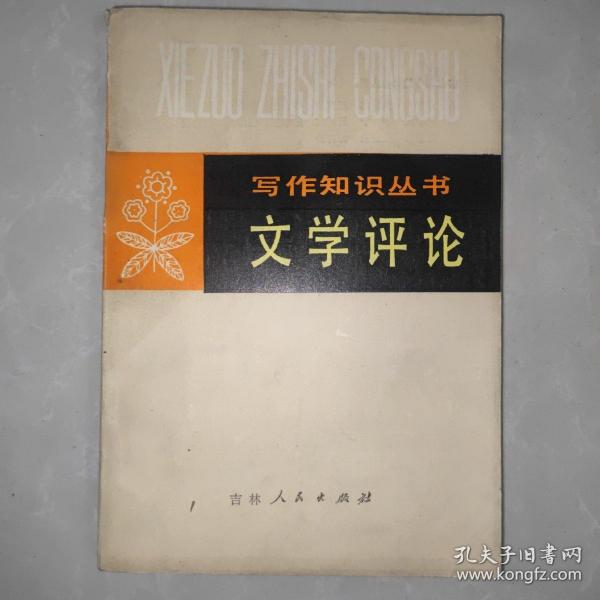 XIEZUO ZHISHI CONGSHU
写作知识丛书
文学评论
吉林人民出版社
孔夫子旧書网
www.kongfz.com